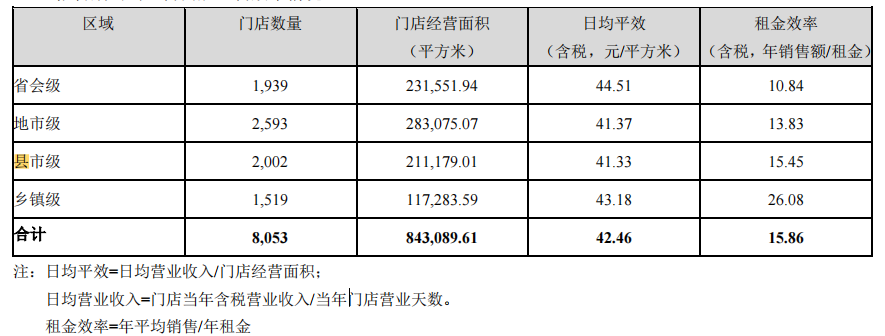 区域 门店数量 门店经营面积 日均平效 租金效率
（平方米） （含税，元/平方米） （含税，年销售额/租金）
省会级 1,939 231,551.94 44.51 10.84
地市级 2,593 283,075.07 41.37 13.83
县市级 2,002 211,179.01 41.33 15.45
乡镇级 1,519 117,283.59 43.18 26.08
合计 8,053 843,089.61 42.46 15.86
注：日均平效=日均营业收入/门店经营面积；
日均营业收入=门店当年含税营业收入/当年门店营业天数。
租金效率=年平均销售/年租金